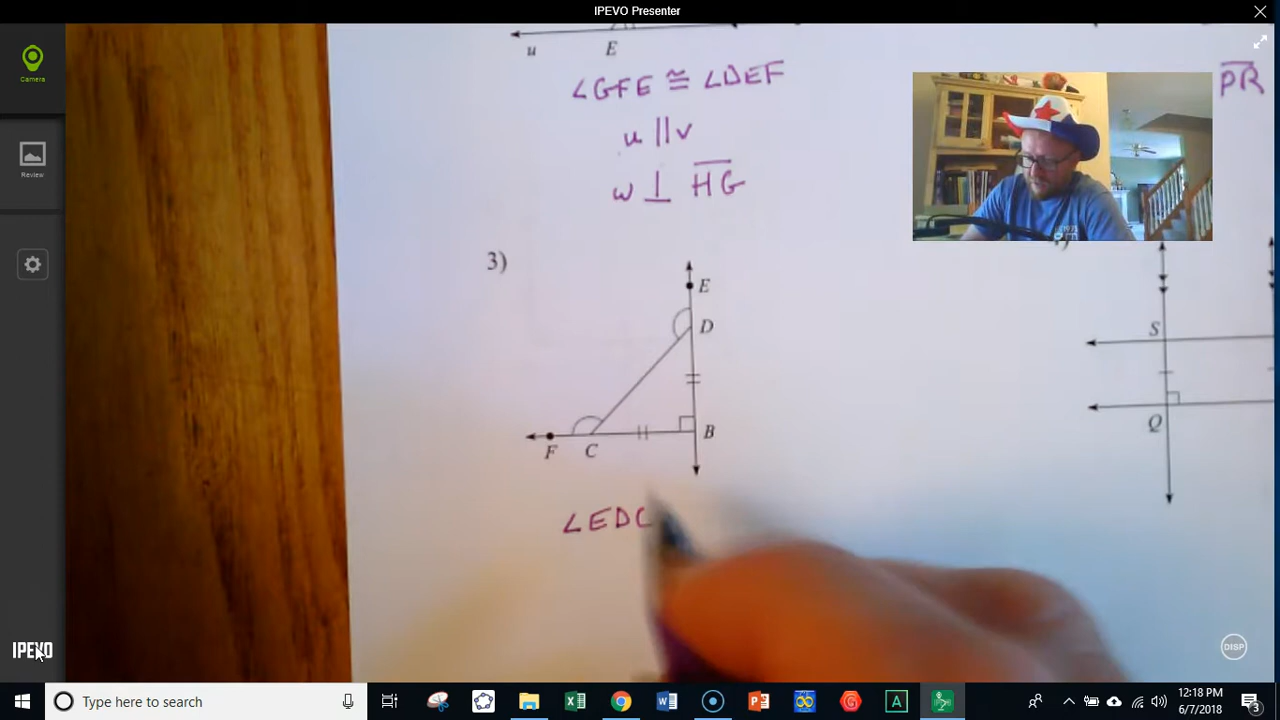 IPEVO Presenter
Camera
Review
IPEVO
u E
∠GFE ≅ ∠DEF
u || v
w ⊥ HG
PR
3)
E
D
B
F C
∠EDC
S
Q
DISP
Type here to search
12:18 PM
6/7/2018
3